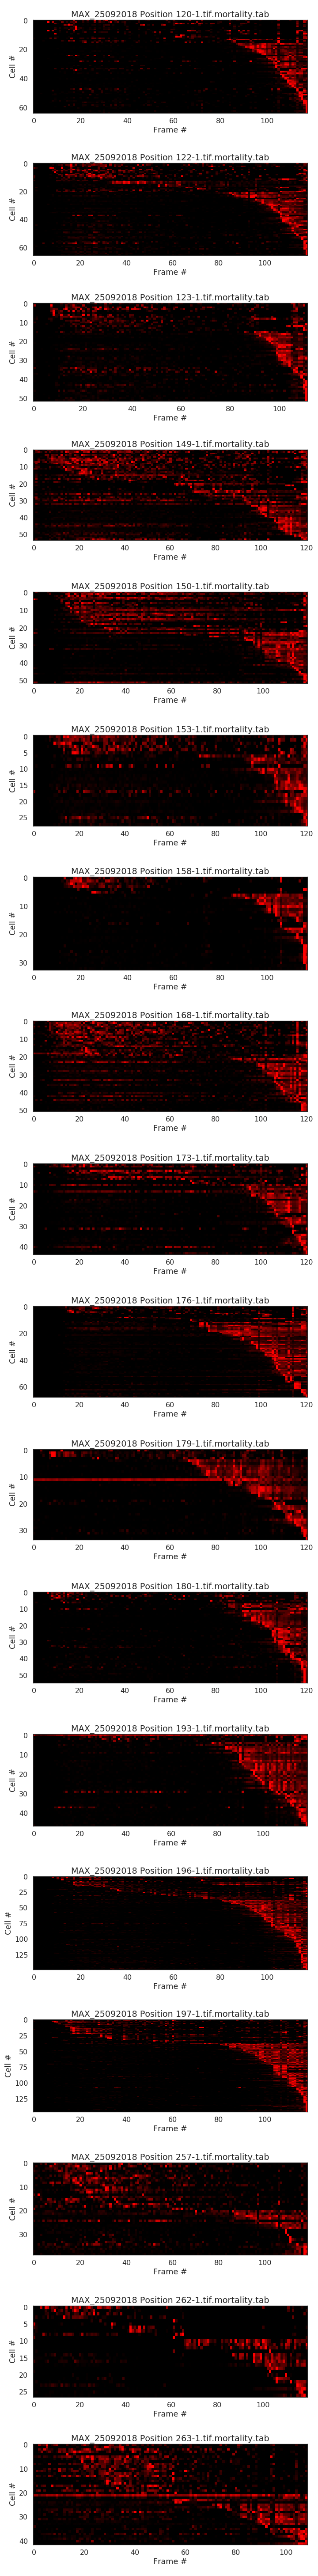 MAX_25092018 Position 120-1.tif.mortality.tab
Cell #
0
20
40
60
0 20 40 60 80 100
Frame #
MAX_25092018 Position 122-1.tif.mortality.tab
Cell #
0
20
40
60
0 20 40 60 80 100
Frame #
MAX_25092018 Position 123-1.tif.mortality.tab
Cell #
0
10
20
30
40
50
0 20 40 60 80 100
Frame #
MAX_25092018 Position 149-1.tif.mortality.tab
Cell #
0
10
20
30
40
50
0 20 40 60 80 100 120
Frame #
MAX_25092018 Position 150-1.tif.mortality.tab
Cell #
0
10
20
30
40
50
0 20 40 60 80 100 120
Frame #
MAX_25092018 Position 153-1.tif.mortality.tab
Cell #
0
5
10
15
20
25
0 20 40 60 80 100 120
Frame #
MAX_25092018 Position 158-1.tif.mortality.tab
Cell #
0
10
20
30
0 20 40 60 80 100
Frame #
MAX_25092018 Position 168-1.tif.mortality.tab
Cell #
0
10
20
30
40
50
0 20 40 60 80 100 120
Frame #
MAX_25092018 Position 173-1.tif.mortality.tab
Cell #
0
10
20
30
40
0 20 40 60 80 100
Frame #
MAX_25092018 Position 176-1.tif.mortality.tab
Cell #
0
20
40
60
0 20 40 60 80 100
Frame #
MAX_25092018 Position 179-1.tif.mortality.tab
Cell #
0
10
20
30
0 20 40 60 80 100 120
Frame #
MAX_25092018 Position 180-1.tif.mortality.tab
Cell #
0
10
20
30
40
50
0 20 40 60 80 100 120
Frame #
MAX_25092018 Position 193-1.tif.mortality.tab
Cell #
0
10
20
30
40
0 20 40 60 80 100
Frame #
MAX_25092018 Position 196-1.tif.mortality.tab
Cell #
0
25
50
75
100
125
0 20 40 60 80 100
Frame #
MAX_25092018 Position 197-1.tif.mortality.tab
Cell #
0
25
50
75
100
125
0 20 40 60 80 100
Frame #
MAX_25092018 Position 257-1.tif.mortality.tab
Cell #
0
10
20
30
0 20 40 60 80 100
Frame #
MAX_25092018 Position 262-1.tif.mortality.tab
Cell #
0
5
10
15
20
25
0 20 40 60 80 100
Frame #
MAX_25092018 Position 263-1.tif.mortality.tab
Cell #
0
10
20
30
40
0 20 40 60 80 100
Frame #